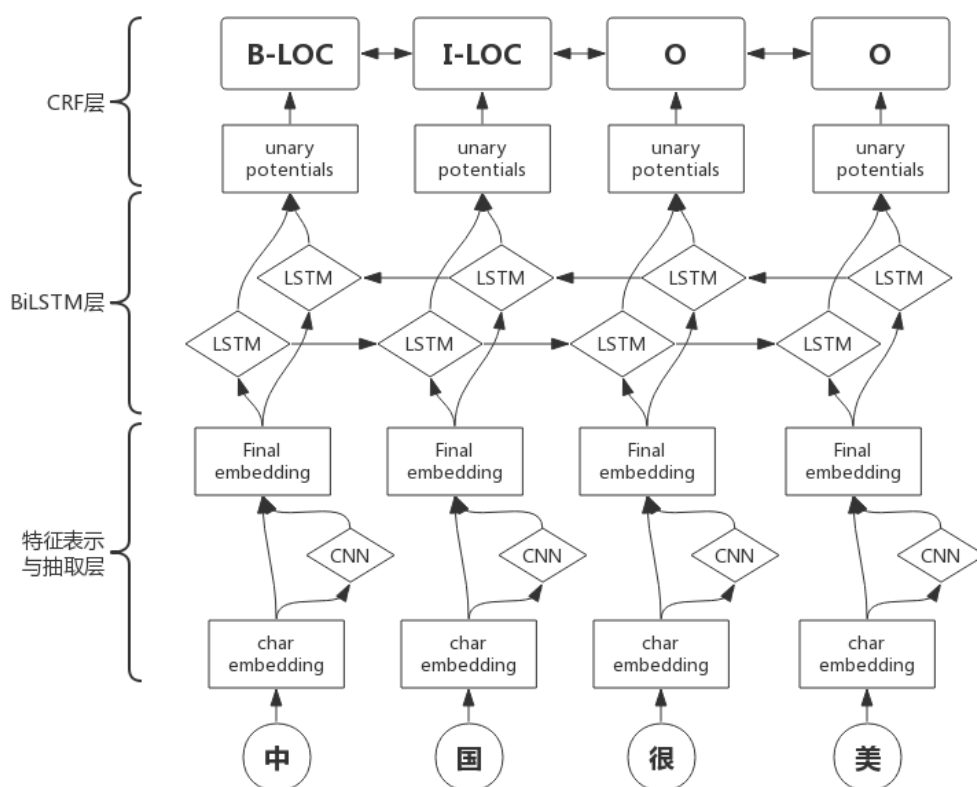 B-LOC I-LOC O O
CRF层
unary potentials unary potentials unary potentials unary potentials
LSTM LSTM LSTM LSTM
BiLSTM层
LSTM LSTM LSTM LSTM
Final embedding Final embedding Final embedding Final embedding
特征表示
与抽取层
CNN CNN CNN CNN
char embedding char embedding char embedding char embedding
中 国 很 美